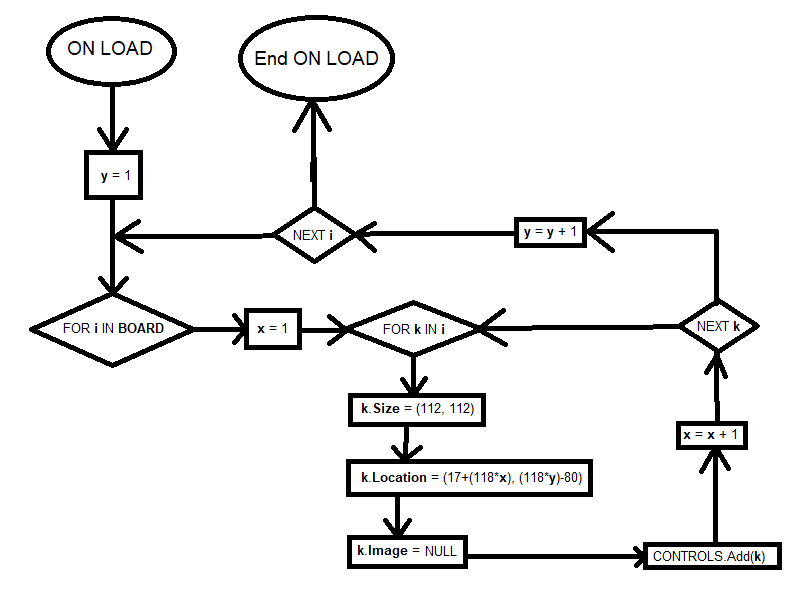 ON LOAD
End ON LOAD
y = 1
NEXT i
y = y + 1
FOR i IN BOARD
x = 1
FOR k IN i
NEXT k
k.Size = (112, 112)
x = x + 1
k.Location = (17+(118*x), (118*y)-80)
k.Image = NULL
CONTROLS.Add(k)